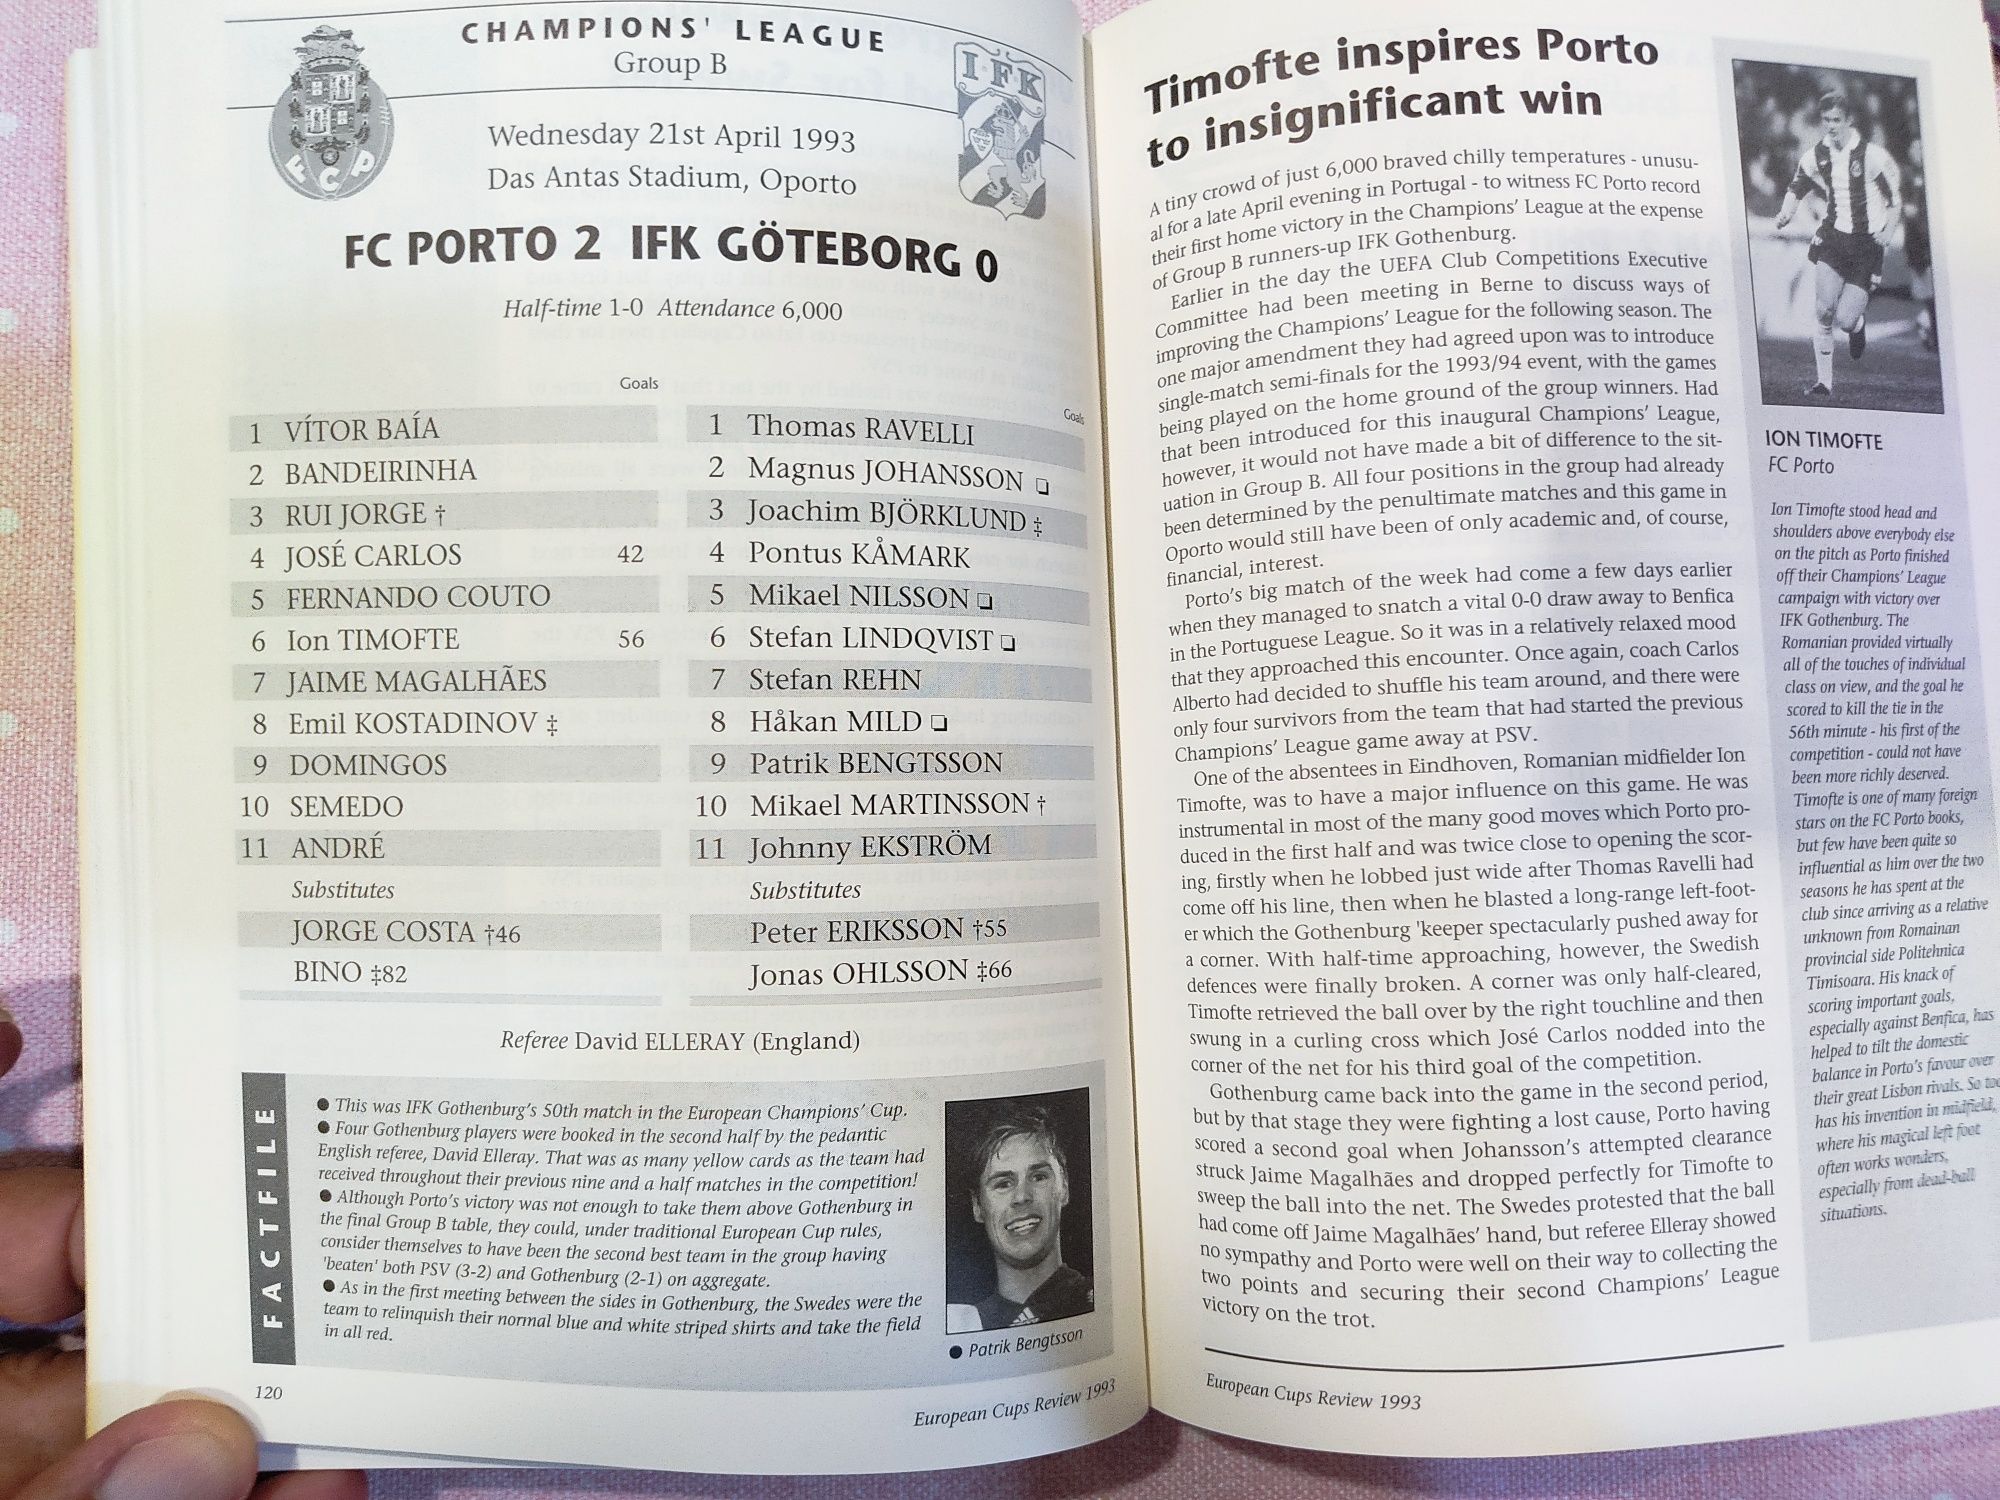 CHAMPIONS' LEAGUE
Group B
FCP
IFK
Wednesday 21st April 1993
Das Antas Stadium, Oporto
FC PORTO 2 IFK GÖTEBORG 0
Half-time 1-0 Attendance 6,000
Goals
1 VÍTOR BAÍA
2 BANDEIRINHA
3 RUI JORGE †
4 JOSÉ CARLOS 42
5 FERNANDO COUTO
6 Ion TIMOFTE 56
7 JAIME MAGALHÃES
8 Emil KOSTADINOV ‡
9 DOMINGOS
10 SEMEDO
11 ANDRÉ
Substitutes
JORGE COSTA †46
BINO ‡82
Goals
1 Thomas RAVELLI
2 Magnus JOHANSSON ❏
3 Joachim BJÖRKLUND ‡
4 Pontus KÅMARK
5 Mikael NILSSON ❏
6 Stefan LINDQVIST ❏
7 Stefan REHN
8 Håkan MILD ❏
9 Patrik BENGTSSON
10 Mikael MARTINSSON †
11 Johnny EKSTRÖM
Substitutes
Peter ERIKSSON †55
Jonas OHLSSON ‡66
Referee David ELLERAY (England)
FACTFILE
● This was IFK Gothenburg's 50th match in the European Champions' Cup.
● Four Gothenburg players were booked in the second half by the pedantic
English referee, David Elleray. That was as many yellow cards as the team had
received throughout their previous nine and a half matches in the competition!
● Although Porto's victory was not enough to take them above Gothenburg in
the final Group B table, they could, under traditional European Cup rules,
consider themselves to have been the second best team in the group having
'beaten' both PSV (3-2) and Gothenburg (2-1) on aggregate.
● As in the first meeting between the sides in Gothenburg, the Swedes were the
team to relinquish their normal blue and white striped shirts and take the field
in all red.
● Patrik Bengtsson
120
European Cups Review 1993
Timofte inspires Porto
to insignificant win
A tiny crowd of just 6,000 braved chilly temperatures - unusu-
al for a late April evening in Portugal - to witness FC Porto record
their first home victory in the Champions' League at the expense
of Group B runners-up IFK Gothenburg.
Earlier in the day the UEFA Club Competitions Executive
Committee had been meeting in Berne to discuss ways of
improving the Champions' League for the following season. The
one major amendment they had agreed upon was to introduce
single-match semi-finals for the 1993/94 event, with the games
being played on the home ground of the group winners. Had
that been introduced for this inaugural Champions' League,
however, it would not have made a bit of difference to the sit-
uation in Group B. All four positions in the group had already
been determined by the penultimate matches and this game in
Oporto would still have been of only academic and, of course,
financial, interest.
Porto's big match of the week had come a few days earlier
when they managed to snatch a vital 0-0 draw away to Benfica
in the Portuguese League. So it was in a relatively relaxed mood
that they approached this encounter. Once again, coach Carlos
Alberto had decided to shuffle his team around, and there were
only four survivors from the team that had started the previous
Champions' League game away at PSV.
One of the absentees in Eindhoven, Romanian midfielder Ion
Timofte, was to have a major influence on this game. He was
instrumental in most of the many good moves which Porto pro-
duced in the first half and was twice close to opening the scor-
ing, firstly when he lobbed just wide after Thomas Ravelli had
come off his line, then when he blasted a long-range left-foot-
er which the Gothenburg 'keeper spectacularly pushed away for
a corner. With half-time approaching, however, the Swedish
defences were finally broken. A corner was only half-cleared,
Timofte retrieved the ball over by the right touchline and then
swung in a curling cross which José Carlos nodded into the
corner of the net for his third goal of the competition.
Gothenburg came back into the game in the second period,
but by that stage they were fighting a lost cause, Porto having
scored a second goal when Johansson's attempted clearance
struck Jaime Magalhães and dropped perfectly for Timofte to
sweep the ball into the net. The Swedes protested that the ball
had come off Jaime Magalhães' hand, but referee Elleray showed
no sympathy and Porto were well on their way to collecting the
two points and securing their second Champions' League
victory on the trot.
European Cups Review 1993
ION TIMOFTE
FC Porto
Ion Timofte stood head and
shoulders above everybody else
on the pitch as Porto finished
off their Champions' League
campaign with victory over
IFK Gothenburg. The
Romanian provided virtually
all of the touches of individual
class on view, and the goal he
scored to kill the tie in the
56th minute - his first of the
competition - could not have
been more richly deserved.
Timofte is one of many foreign
stars on the FC Porto books,
but few have been quite so
influential as him over the two
seasons he has spent at the
club since arriving as a relative
unknown from Romainan
provincial side Politehnica
Timisoara. His knack of
scoring important goals,
especially against Benfica, has
helped to tilt the domestic
balance in Porto's favour over
their great Lisbon rivals. So too
has his invention in midfield,
where his magical left foot
often works wonders,
especially from dead-ball
situations.